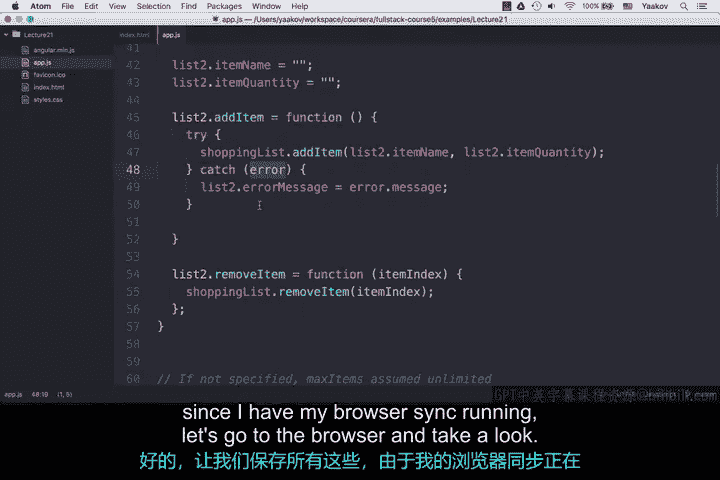 Atom File Edit View Selection Find Packages Window Help
100% Yaakov
app.js — /Users/yaakov/workspace/coursera/fullstack-course5/examples/Lecture21
Lecture21
angular.min.js
app.js
favicon.ico
index.html
styles.css
index.html app.js
41
42 list2.itemName = "";
43 list2.itemQuantity = "";
44
45 list2.addItem = function () {
46 try {
47 shoppingList.addItem(list2.itemName, list2.itemQuantity);
48 } catch (error) {
49 list2.errorMessage = error.message;
50 }
51
52 }
53
54 list2.removeItem = function (itemIndex) {
55 shoppingList.removeItem(itemIndex);
56 };
57 }
58
59
60 // If not specified, maxItems assumed unlimited
app.js 48:19 (1, 5)
since I have my browser sync running,
let's go to the browser and take a look.
好的，让我们保存所有这些，由于我的浏览器同步正在